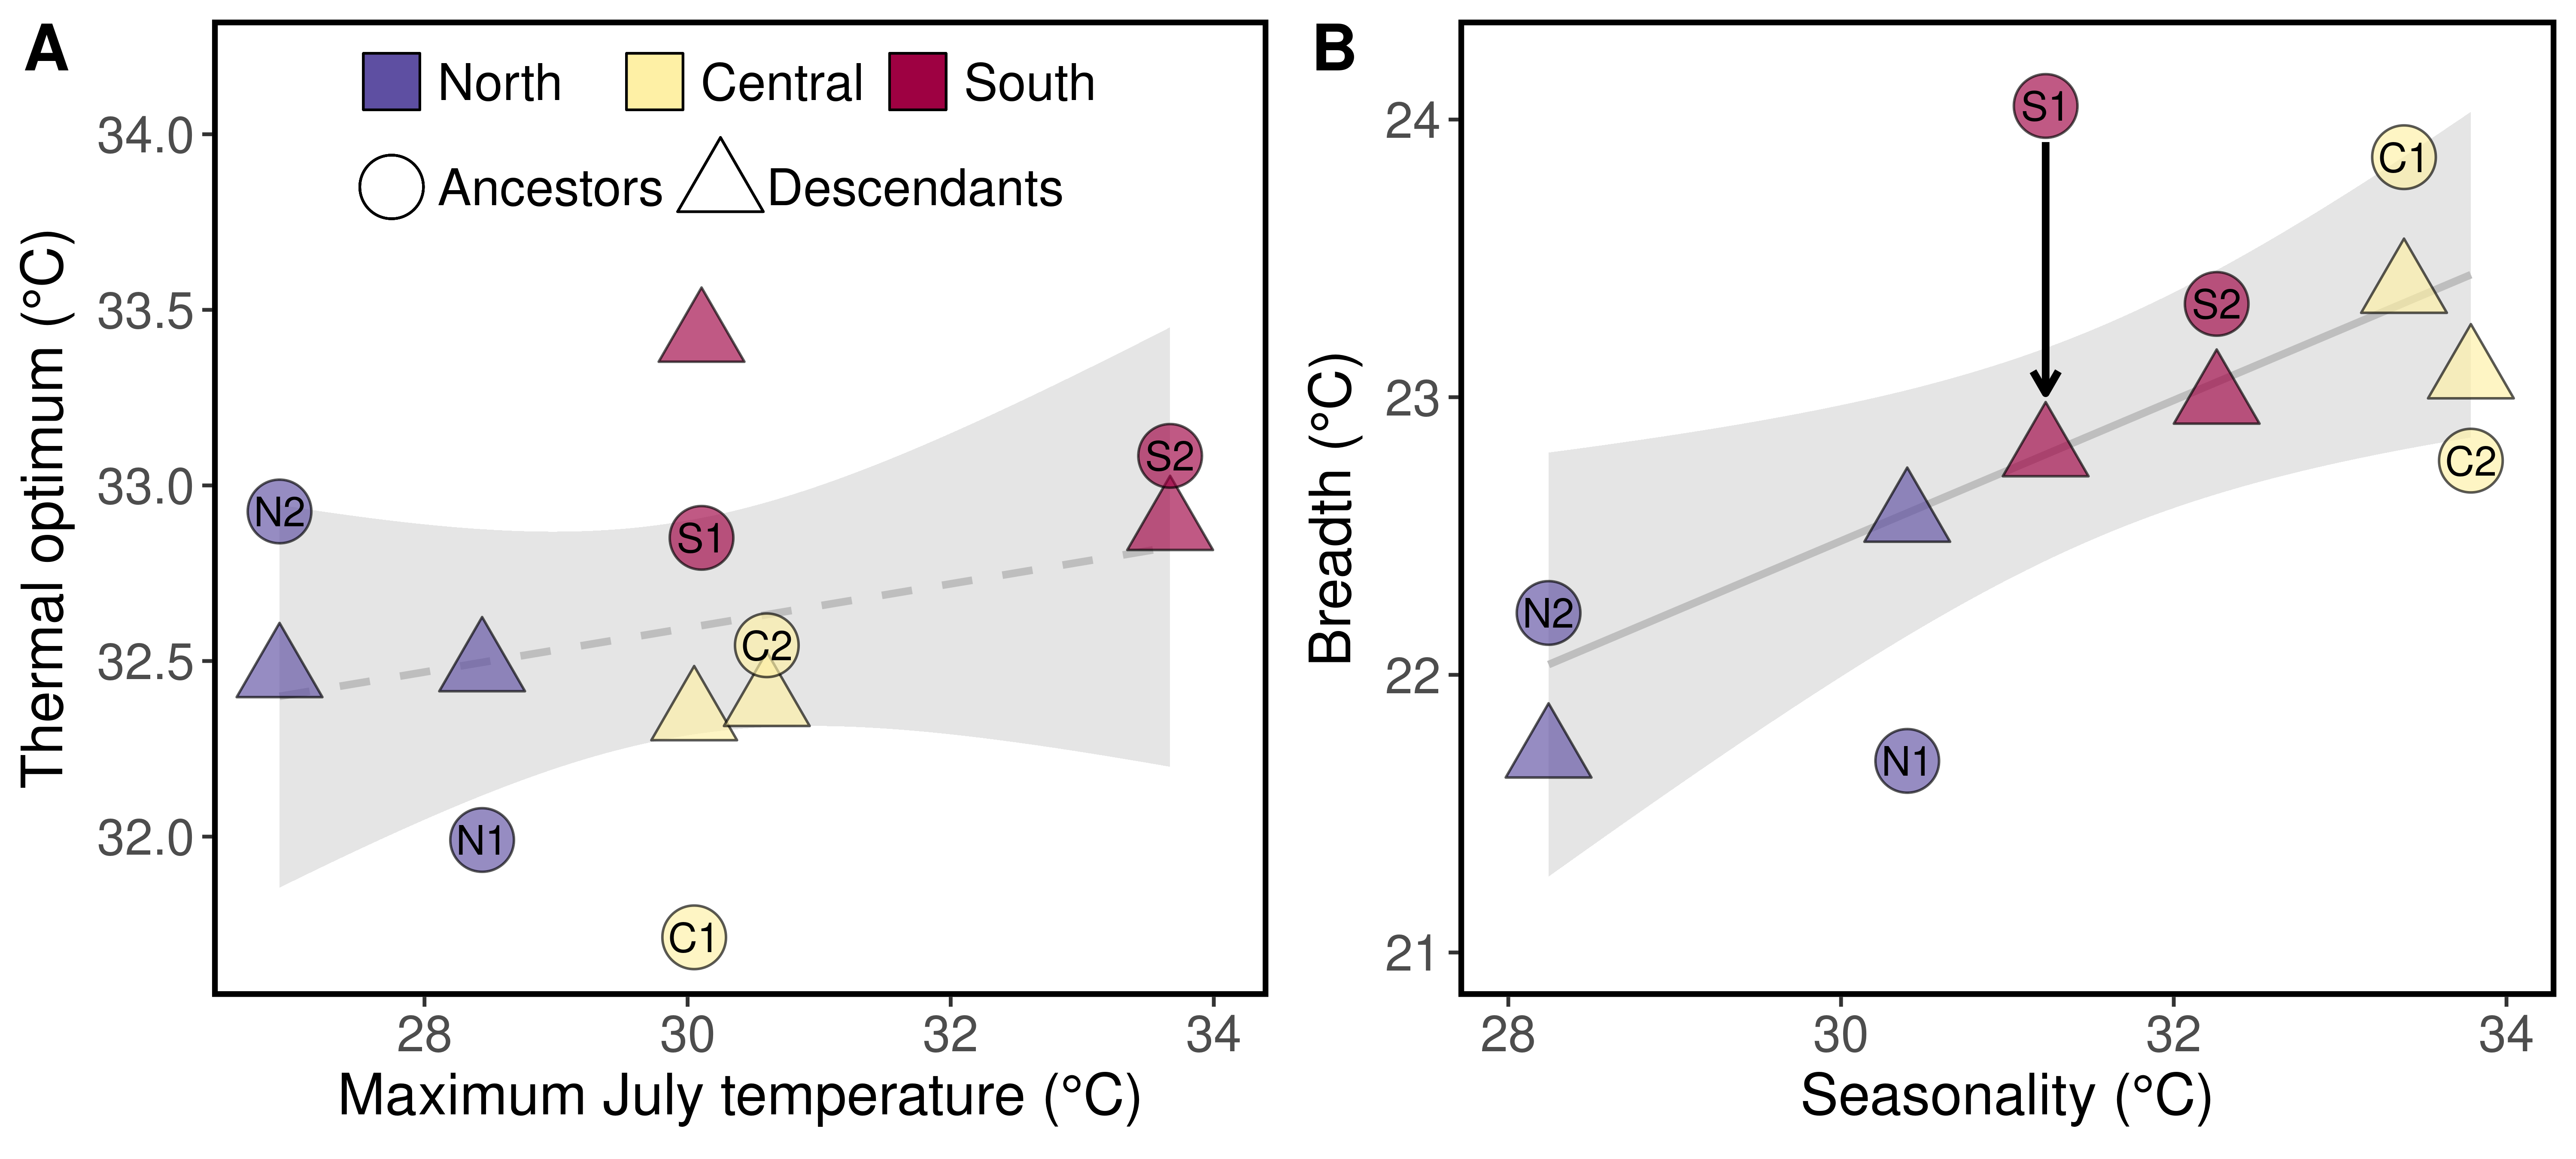 A
North Central South
Ancestors Descendants
34.0
33.5
33.0
32.5
32.0
Thermal optimum (°C)
N2
S1
S2
C2
N1
C1
28 30 32 34
Maximum July temperature (°C)
B
24
23
22
21
Breadth (°C)
S1
C1
S2
C2
N2
N1
28 30 32 34
Seasonality (°C)